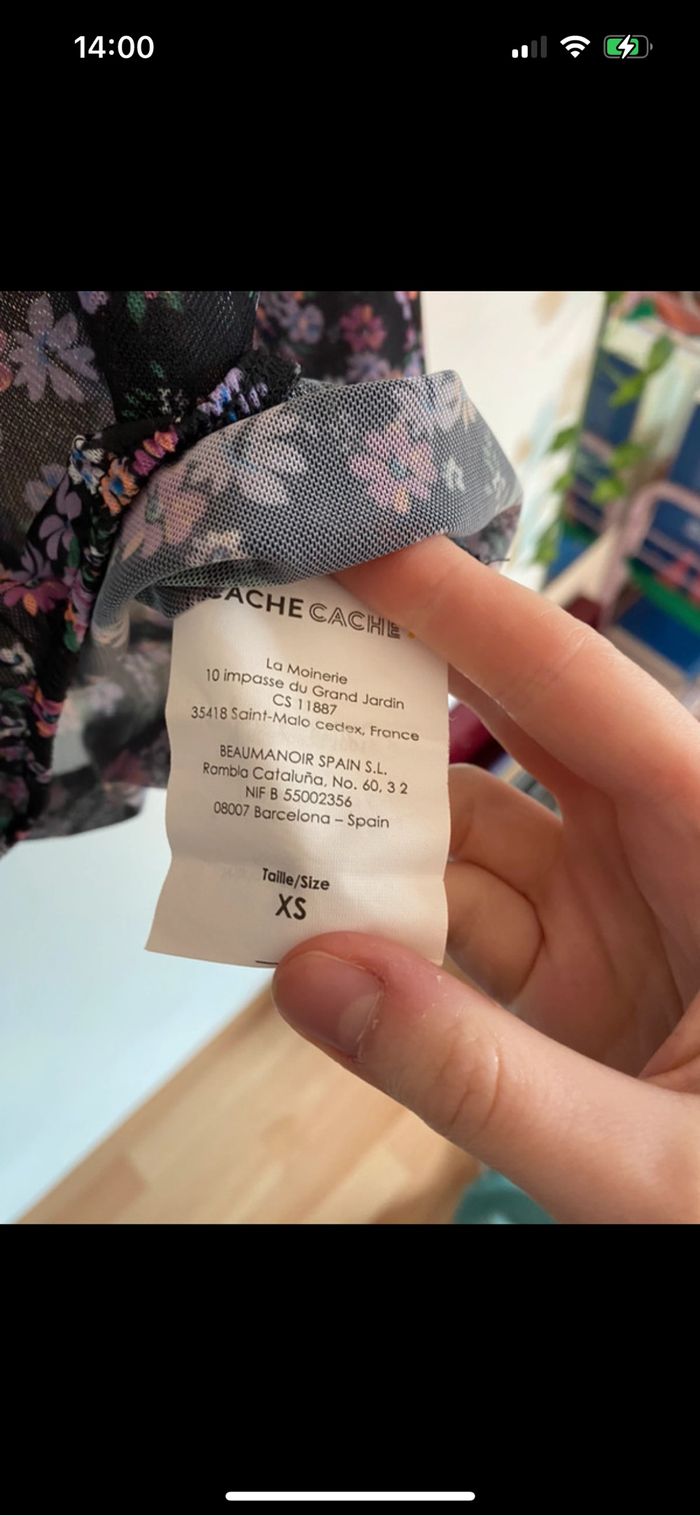 14:00
CACHE CACHE
La Moinerie
10 impasse du Grand Jardin
CS 11887
35418 Saint-Malo cedex, France
BEAUMANOIR SPAIN S.L.
Rambla Cataluña, No. 60, 3 2
NIF B 55002356
08007 Barcelona – Spain
Taille/Size
XS